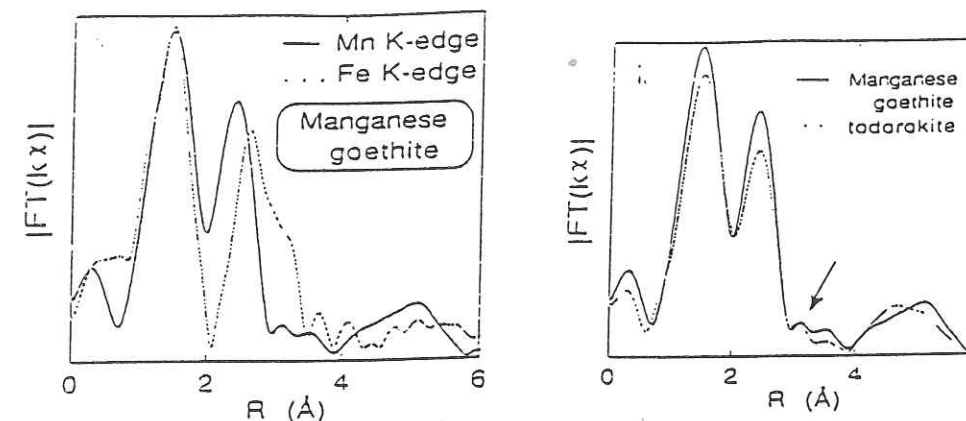 — Mn K-edge
... Fe K-edge
Manganese
goethite
|FT(kχ)|
0 2 4 6
R (Å)
— Manganese
goethite
·· todorokite
|FT(kχ)|
0 2 4
R (Å)